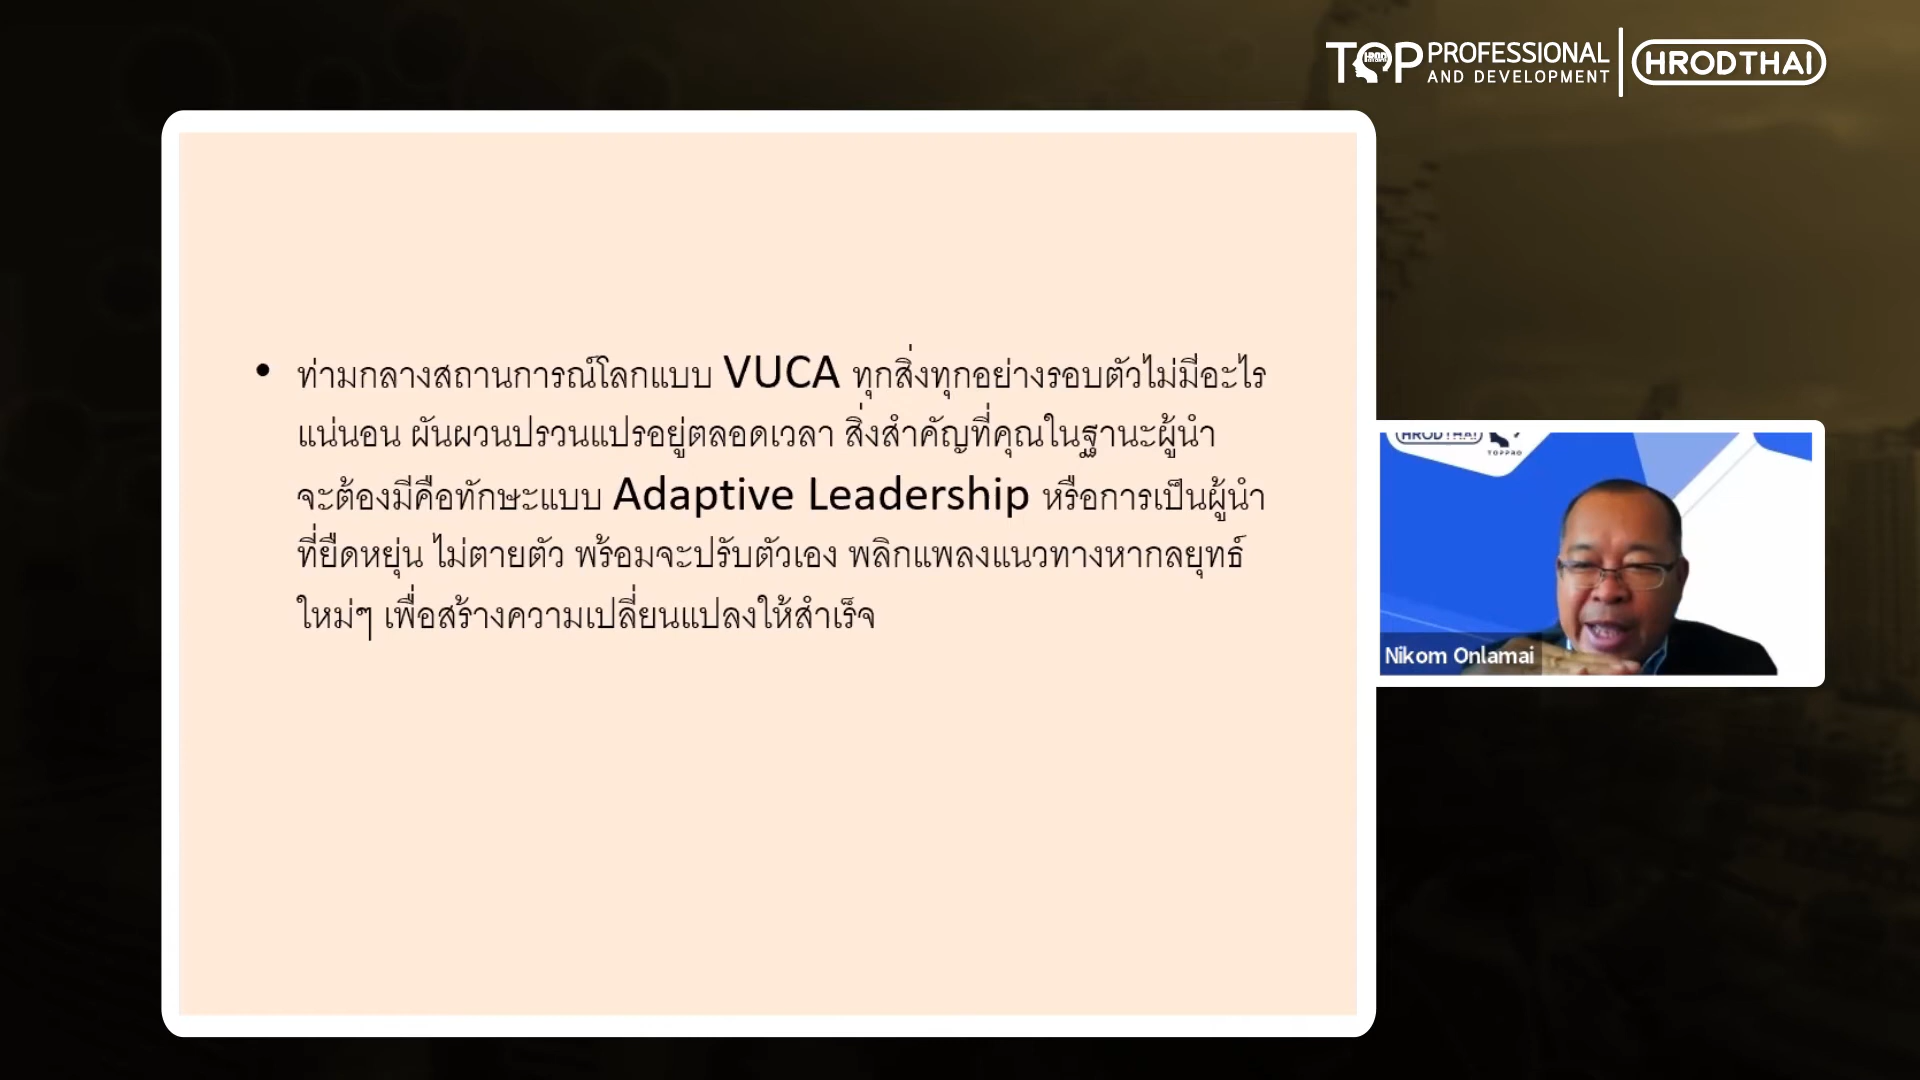 TOP PROFESSIONAL
AND DEVELOPMENT
HRODTHAI
• ท่ามกลางสถานการณ์โลกแบบ VUCA ทุกสิ่งทุกอย่างรอบตัวไม่มีอะไร
แน่นอน ผันผวนปรวนแปรอยู่ตลอดเวลา สิ่งสำคัญที่คุณในฐานะผู้นำ
จะต้องมีคือทักษะแบบ Adaptive Leadership หรือการเป็นผู้นำ
ที่ยืดหยุ่น ไม่ตายตัว พร้อมจะปรับตัวเอง พลิกแพลงแนวทางหากลยุทธ์
ใหม่ๆ เพื่อสร้างความเปลี่ยนแปลงให้สำเร็จ
HRODTHAI
TOPPRO
Nikom Onlamai